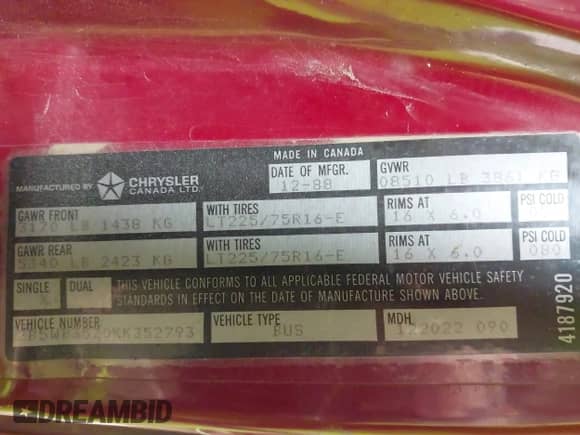 MADE IN CANADA
MANUFACTURED BY CHRYSLER CANADA LTD.
DATE OF MFGR. 12-88
GVWR 08510 LB 3861 KG
GAWR FRONT 3170 LB 1438 KG
WITH TIRES LT225/75R16-E
RIMS AT 16 X 6.0
PSI COLD
GAWR REAR 5340 LB 2423 KG
WITH TIRES LT225/75R16-E
RIMS AT 16 X 6.0
PSI COLD 080
SINGLE X DUAL
THIS VEHICLE CONFORMS TO ALL APPLICABLE FEDERAL MOTOR VEHICLE SAFETY
STANDARDS IN EFFECT ON THE DATE OF MANUFACTURE SHOWN ABOVE.
VEHICLE NUMBER
VEHICLE TYPE BUS
MDH 122022 090
4187920
DREAMBID